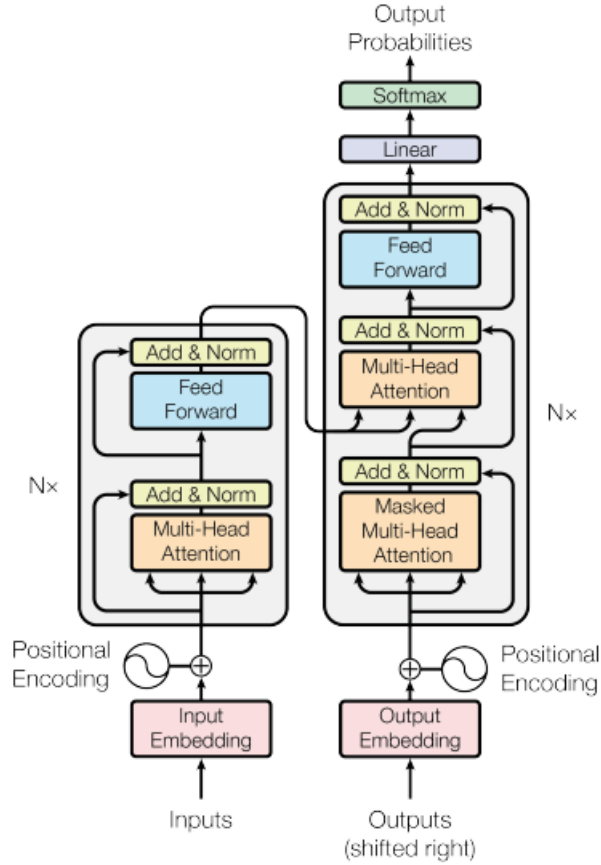 Output
Probabilities
Softmax
Linear
Add & Norm
Feed
Forward
Add & Norm
Multi-Head
Attention
Add & Norm
Masked
Multi-Head
Attention
N×
Add & Norm
Feed
Forward
Add & Norm
Multi-Head
Attention
N×
Positional
Encoding
Positional
Encoding
Input
Embedding
Output
Embedding
Inputs
Outputs
(shifted right)